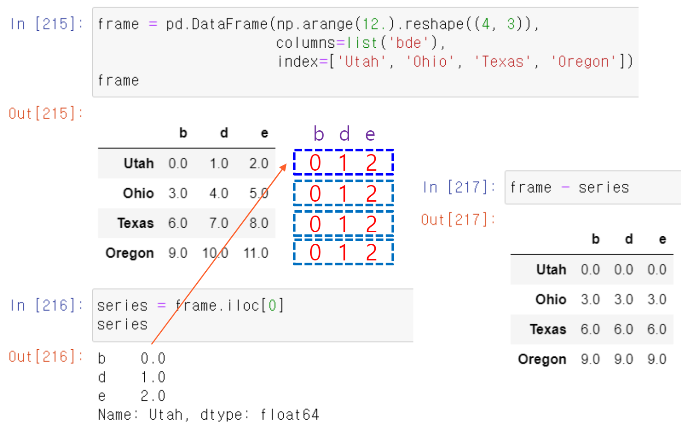 In [215]: frame = pd.DataFrame(np.arange(12.).reshape((4, 3)),
columns=list('bde'),
index=['Utah', 'Ohio', 'Texas', 'Oregon'])
frame
Out[215]:
b d e
Utah 0.0 1.0 2.0
Ohio 3.0 4.0 5.0
Texas 6.0 7.0 8.0
Oregon 9.0 10.0 11.0
b d e
0 1 2
0 1 2
0 1 2
0 1 2
In [216]: series = frame.iloc[0]
series
Out[216]: b 0.0
d 1.0
e 2.0
Name: Utah, dtype: float64
In [217]: frame - series
Out[217]:
b d e
Utah 0.0 0.0 0.0
Ohio 3.0 3.0 3.0
Texas 6.0 6.0 6.0
Oregon 9.0 9.0 9.0